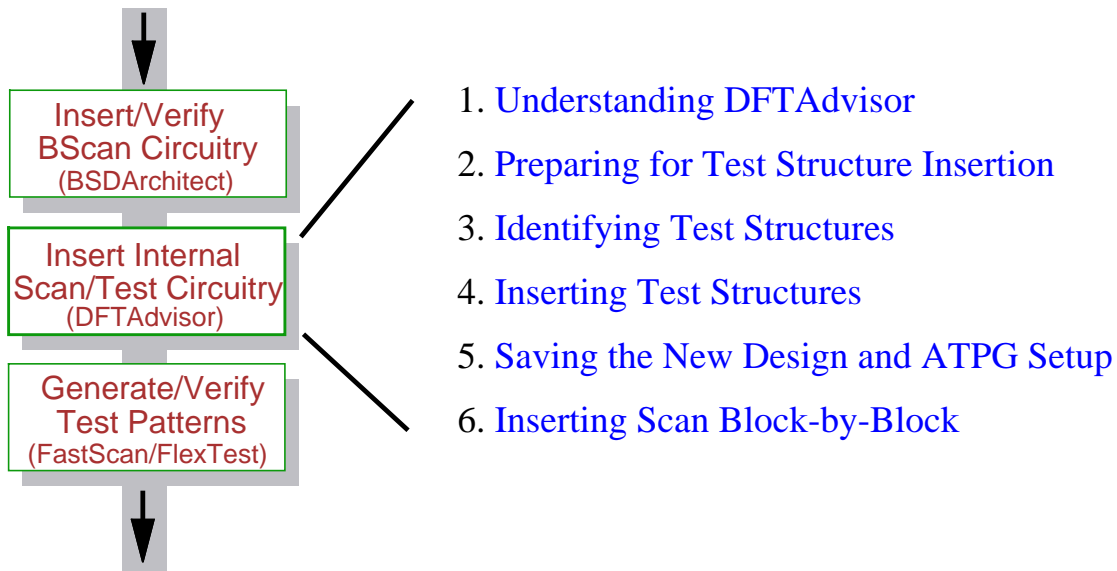 Insert/Verify
BScan Circuitry
(BSDArchitect)
Insert Internal
Scan/Test Circuitry
(DFTAdvisor)
Generate/Verify
Test Patterns
(FastScan/FlexTest)
1. Understanding DFTAdvisor
2. Preparing for Test Structure Insertion
3. Identifying Test Structures
4. Inserting Test Structures
5. Saving the New Design and ATPG Setup
6. Inserting Scan Block-by-Block